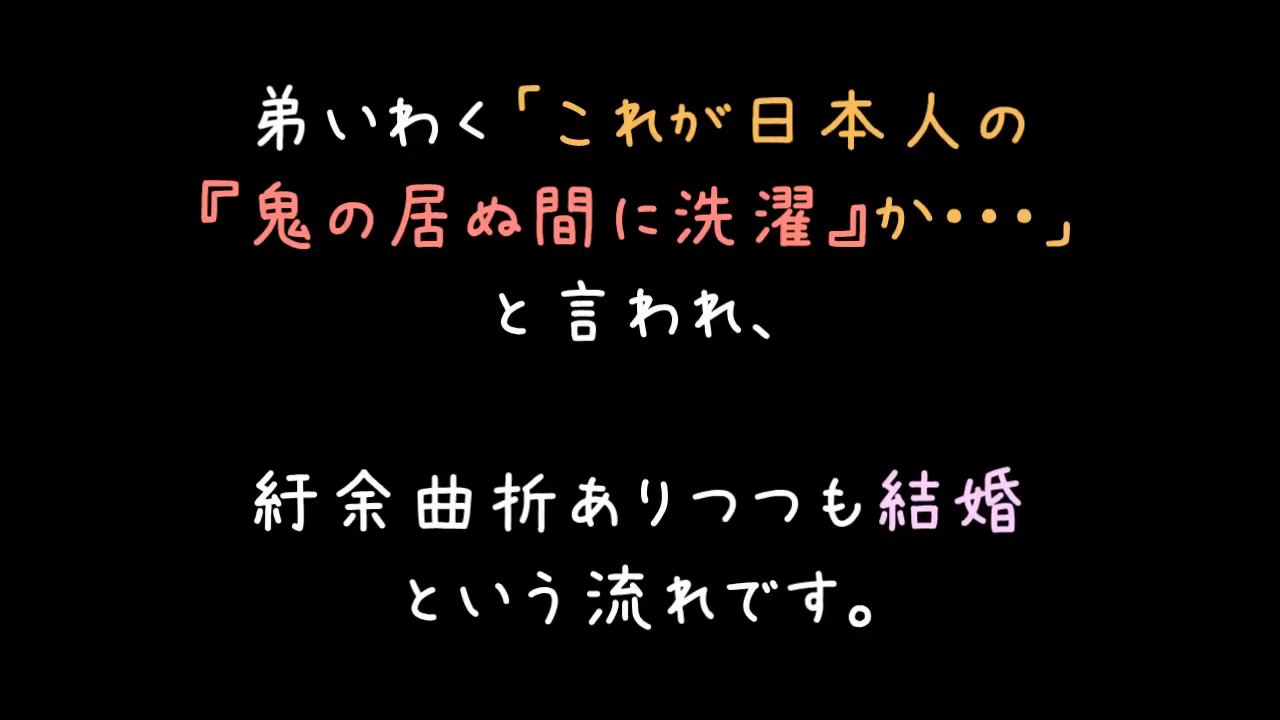 弟いわく「これが日本人の
『鬼の居ぬ間に洗濯』か・・・」
と言われ、
紆余曲折ありつつも結婚
という流れです。